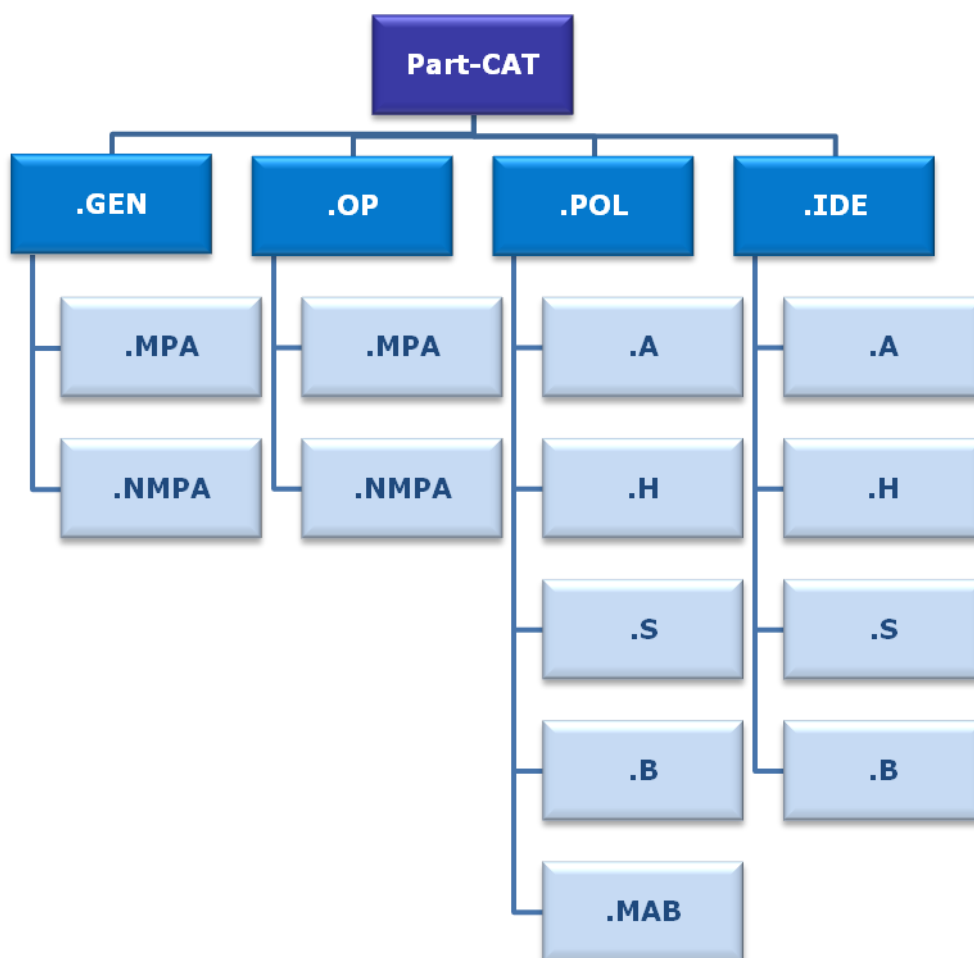 Part-CAT
.GEN
.OP
.POL
.IDE
.MPA
.MPA
.A
.A
.NMPA
.NMPA
.H
.H
.S
.S
.B
.B
.MAB